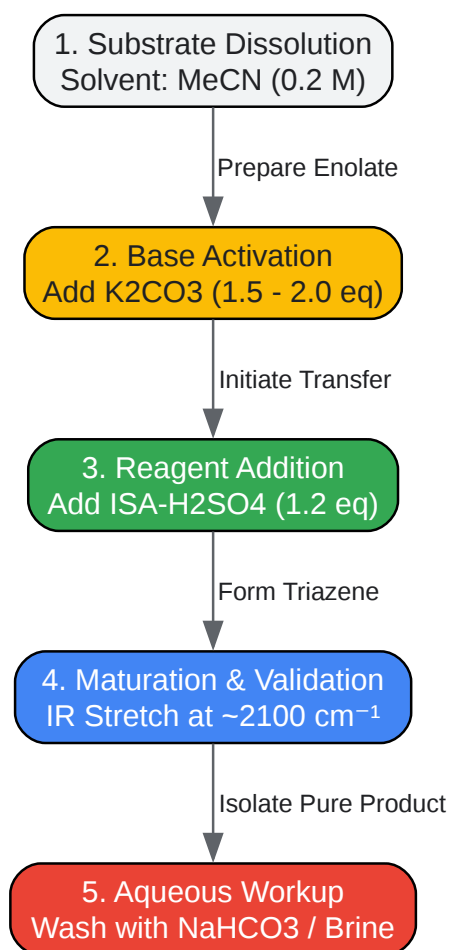 1. Substrate Dissolution
Solvent: MeCN (0.2 M)
Prepare Enolate
2. Base Activation
Add K2CO3 (1.5 - 2.0 eq)
Initiate Transfer
3. Reagent Addition
Add ISA-H2SO4 (1.2 eq)
Form Triazene
4. Maturation & Validation
IR Stretch at ~2100 cm⁻¹
Isolate Pure Product
5. Aqueous Workup
Wash with NaHCO3 / Brine